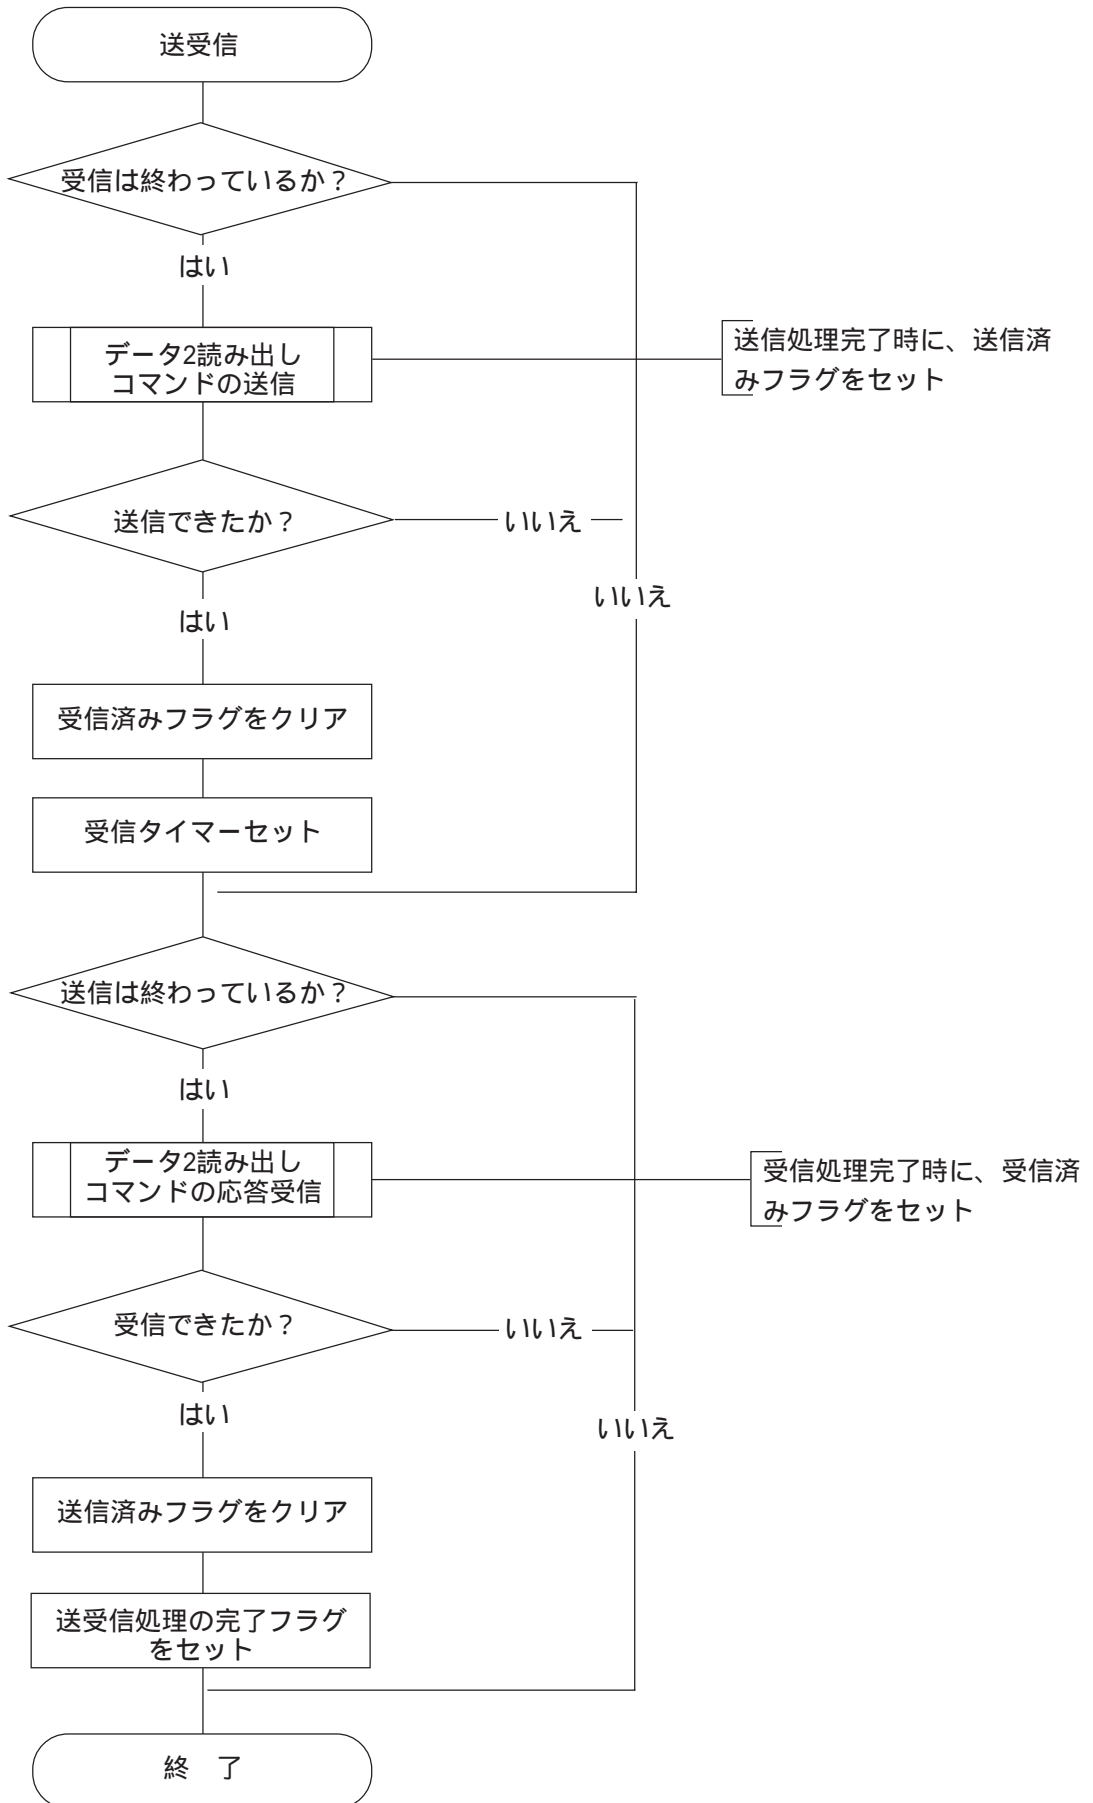 送受信
受信は終わっているか？
はい
データ2読み出し
コマンドの送信
送信処理完了時に、送信済
みフラグをセット
送信できたか？
いいえ
いいえ
はい
受信済みフラグをクリア
受信タイマーセット
送信は終わっているか？
はい
データ2読み出し
コマンドの応答受信
受信処理完了時に、受信済
みフラグをセット
受信できたか？
いいえ
はい
いいえ
送信済みフラグをクリア
送受信処理の完了フラグ
をセット
終　了